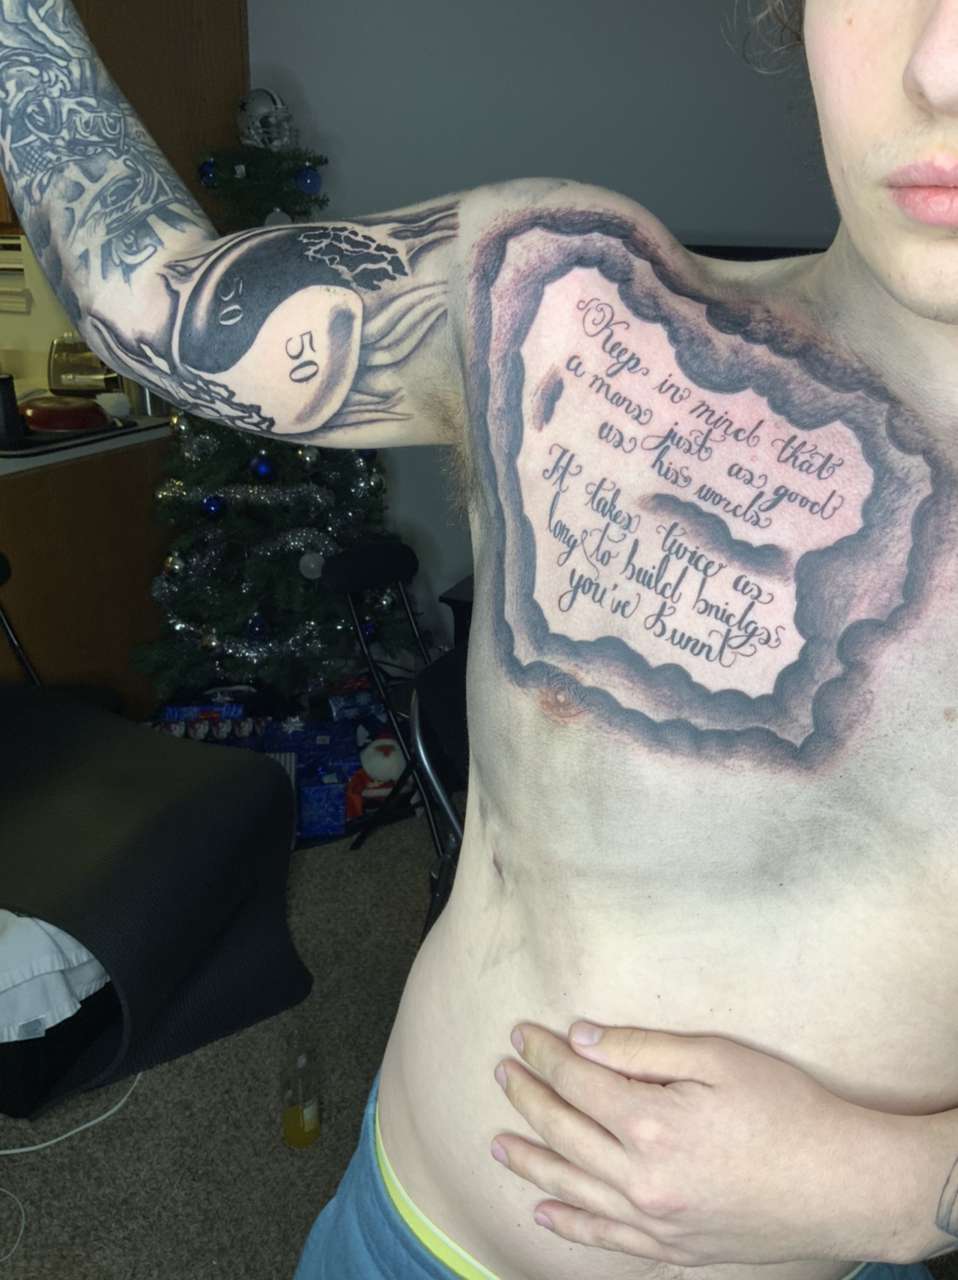 50
50
"Keep in mind that
a mans just as good
as his words
It takes twice as
long to build bridges
you've burnt